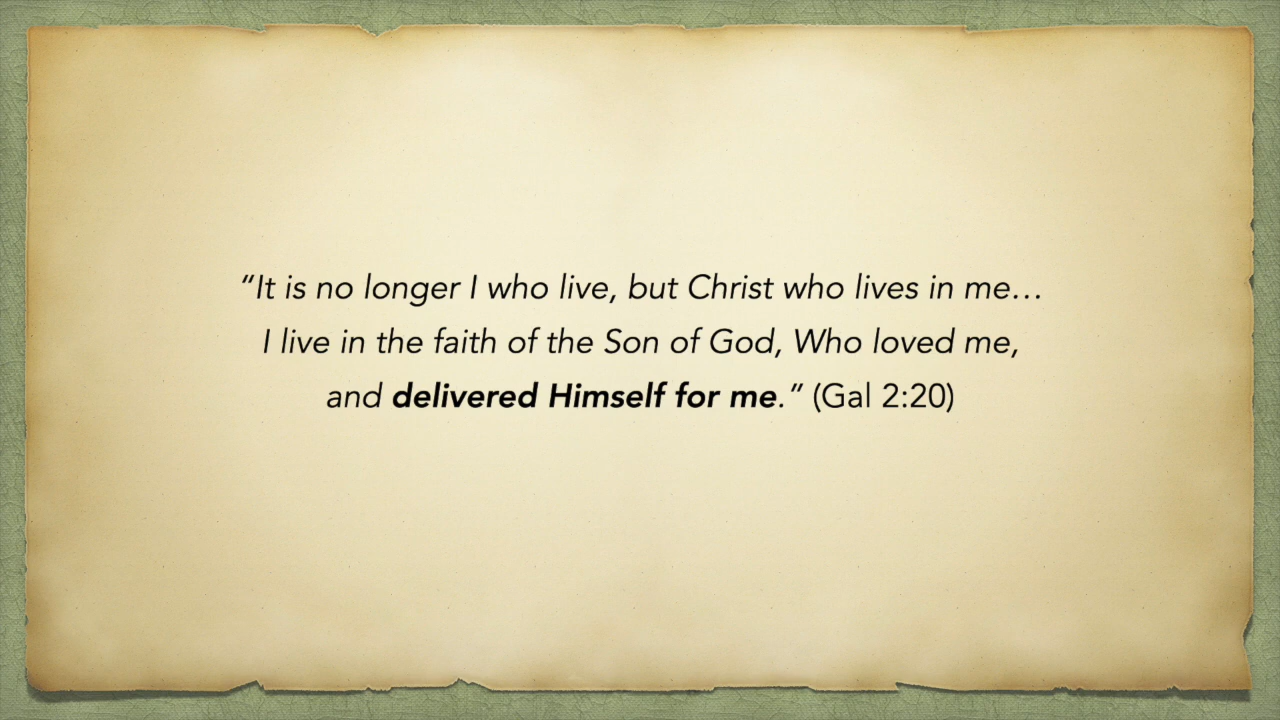 “It is no longer I who live, but Christ who lives in me…
I live in the faith of the Son of God, Who loved me,
and delivered Himself for me.” (Gal 2:20)